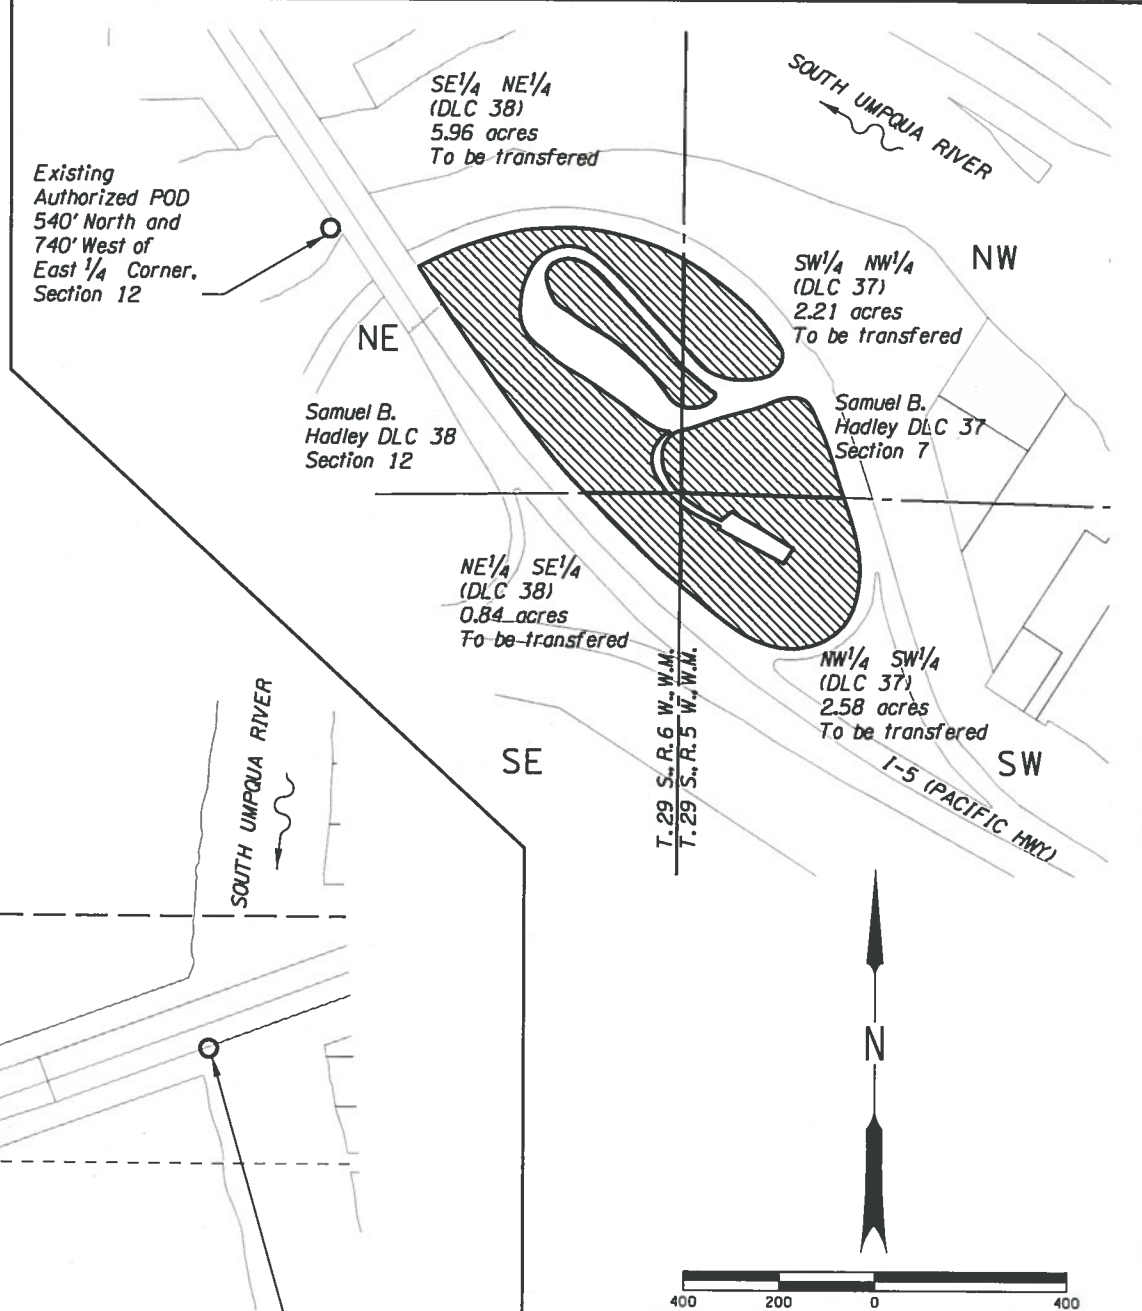 SE1/4 NE1/4
(DLC 38)
5.96 acres
To be transfered
SOUTH UMPQUA RIVER
Existing
Authorized POD
540' North and
740' West of
East 1/4 Corner,
Section 12
NW
SW1/4 NW1/4
(DLC 37)
2.21 acres
To be transfered
NE
Samuel B.
Hadley DLC 38
Section 12
Samuel B.
Hadley DLC 37
Section 7
NE1/4 SE1/4
(DLC 38)
0.84 acres
To be transfered
NW1/4 SW1/4
(DLC 37)
2.58 acres
To be transfered
T.29 S., R.6 W., W.M.
T.29 S., R.5 W., W.M.
SE
SW
I-5 (PACIFIC HWY)
SOUTH UMPQUA RIVER
N
400 200 0 400